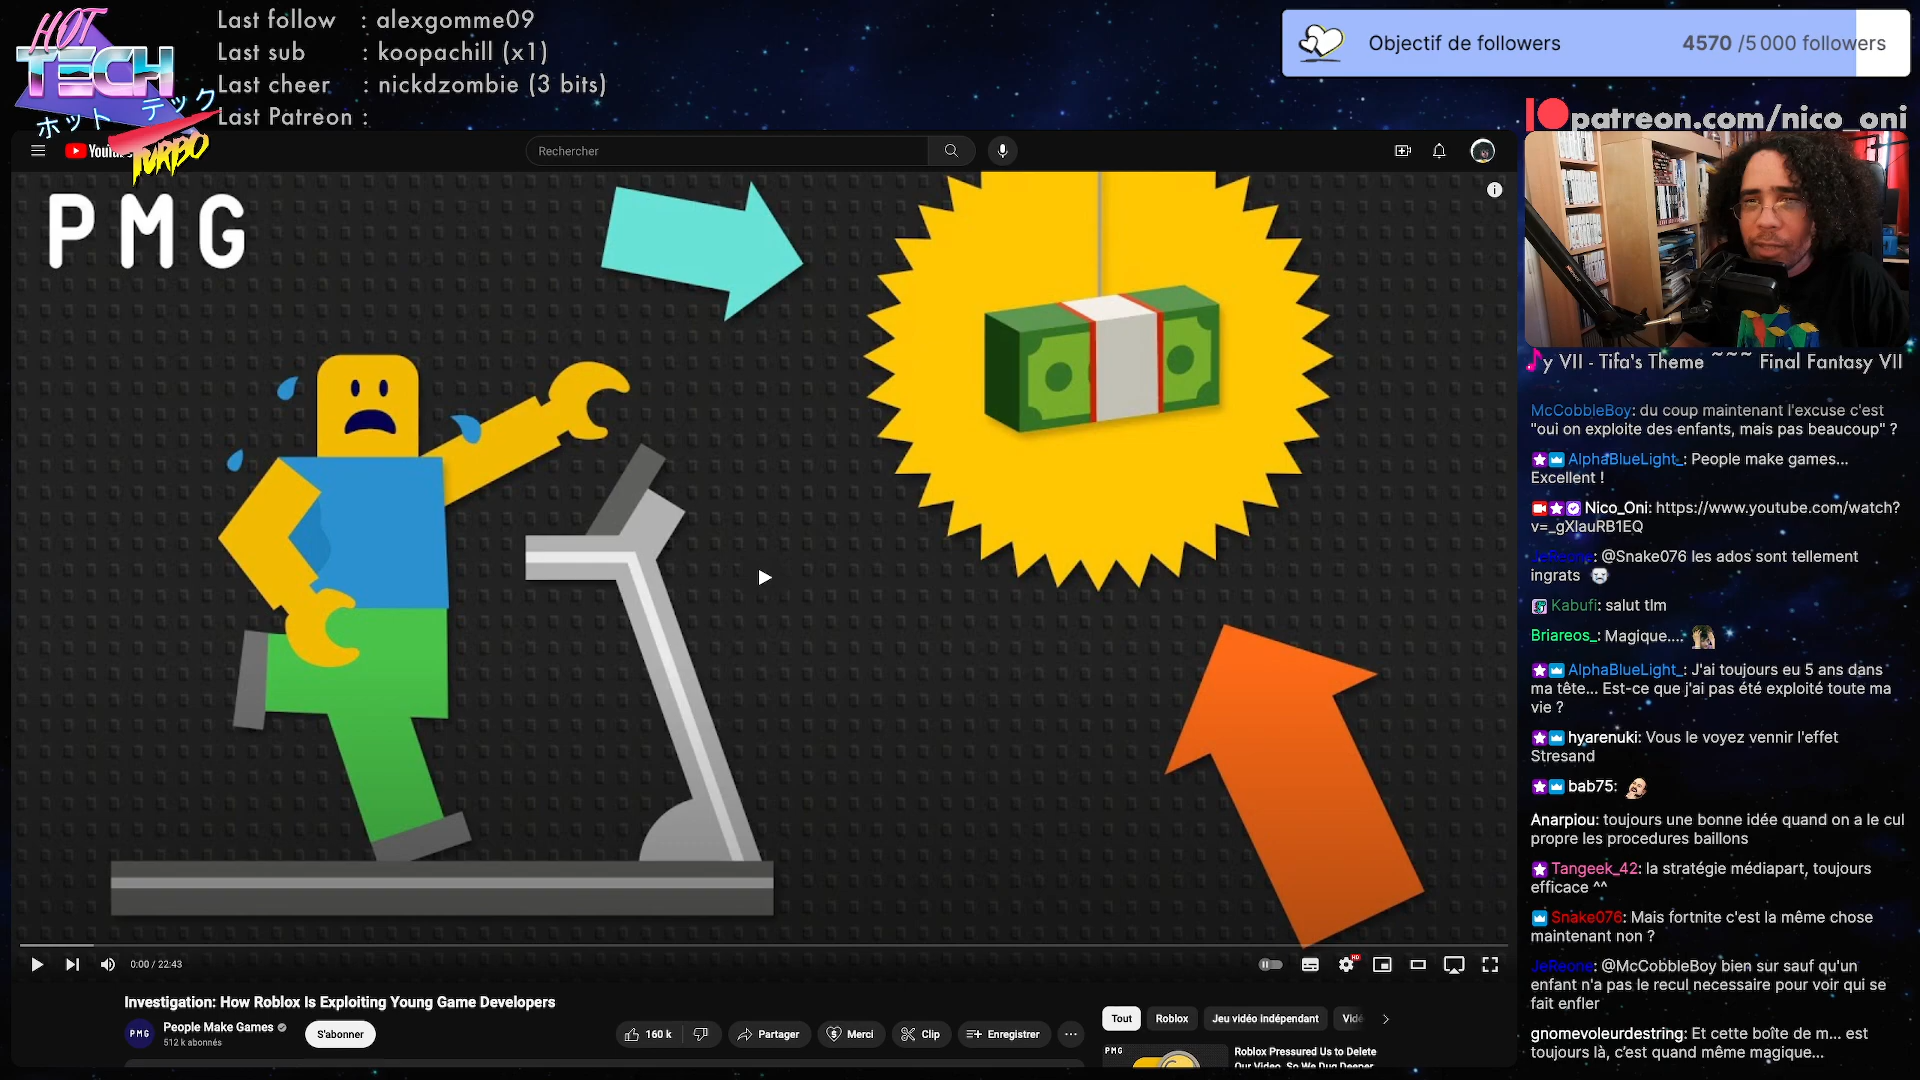 HOT
TECH
ホット テック
TURBO
Last follow : alexgomme09
Last sub : koopachill (x1)
Last cheer : nickdzombie (3 bits)
Last Patreon :
Objectif de followers
4570 /5 000 followers
patreon.com/nico_oni
Rechercher
PMG
y VII - Tifa's Theme ~~~ Final Fantasy VII
McCobbleBoy: du coup maintenant l'excuse c'est
"oui on exploite des enfants, mais pas beaucoup" ?
AlphaBlueLight_: People make games...
Excellent !
Nico_Oni: https://www.youtube.com/watch?
v=_gXlauRB1EQ
JeReone: @Snake076 les ados sont tellement
ingrats
Kabufi: salut tlm
Briareos_: Magique....
AlphaBlueLight_: J'ai toujours eu 5 ans dans
ma tête... Est-ce que j'ai pas été exploité toute ma
vie ?
hyarenuki: Vous le voyez vennir l'effet
Stresand
bab75:
Anarpiou: toujours une bonne idée quand on a le cul
propre les procedures baillons
Tangeek_42: la stratégie médiapart, toujours
efficace ^^
Snake076: Mais fortnite c'est la même chose
maintenant non ?
JeReone: @McCobbleBoy bien sur sauf qu'un
enfant n'a pas le recul necessaire pour voir qui se
fait enfler
gnomevoleurdestring: Et cette boîte de m... est
toujours là, c'est quand même magique...
0:00 / 22:43
HD
Investigation: How Roblox Is Exploiting Young Game Developers
PMG
People Make Games
512 k abonnés
S'abonner
160 k
Partager
Merci
Clip
Enregistrer
Tout
Roblox
Jeu vidéo indépendant
PMG
Roblox Pressured Us to Delete
Our Video. So We Dug Deeper.